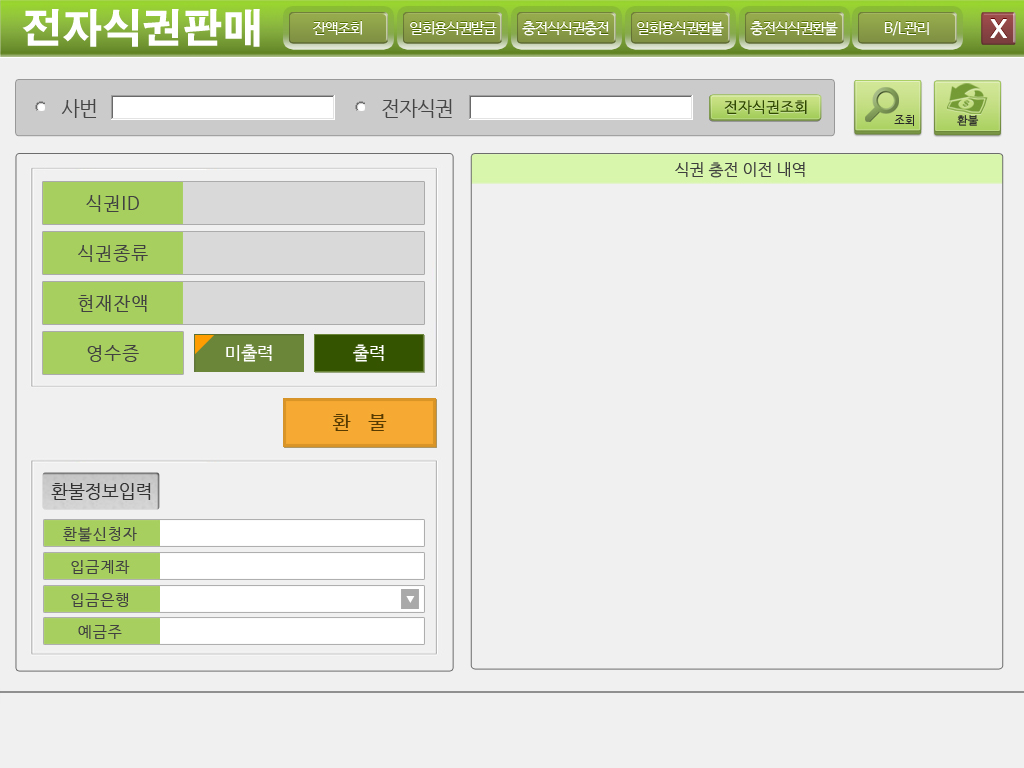 전자식권판매
잔액조회
일회용식권발급
충전식식권충전
일회용식권환불
충전식식권환불
B/L관리
X
사번
전자식권
전자식권조회
조회
환불
식권ID
식권종류
현재잔액
영수증
미출력
출력
환 불
환불정보입력
환불신청자
입금계좌
입금은행
예금주
식권 충전 이전 내역